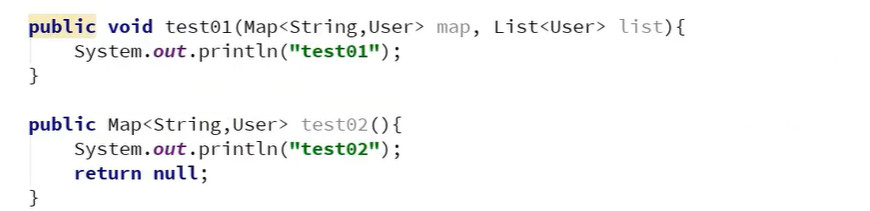 public void test01(Map<String,User> map, List<User> list){
    System.out.println("test01");
}
public Map<String,User> test02(){
    System.out.println("test02");
    return null;
}